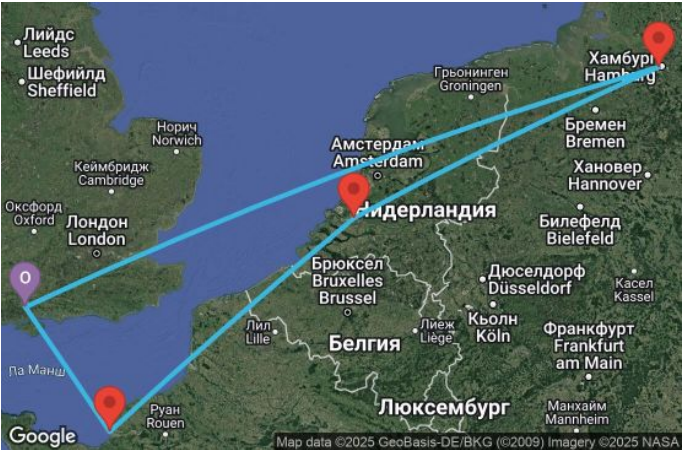 Лийдс
Leeds
Шефийлд
Sheffield
Хамбург
Hamburg
Грьонинген
Groningen
Норич
Norwich
Бремен
Bremen
Амстердам
Amsterdam
Кеймбридж
Cambridge
Хановер
Hannover
Оксфорд
Oxford
Нидерландия
Лондон
London
Билефелд
Bielefeld
O
Брюксел
Bruxelles
Brussel
Дюселдорф
Düsseldorf
Касел
Kassel
Лил
Lille
Лиеж
Liège
Кьолн
Köln
Белгия
Франкфурт
Frankfurt
am Main
Ла Манш
Руан
Rouen
Люксембург
Манхайм
Mannheim
Google
Map data ©2025 GeoBasis-DE/BKG (©2009) Imagery ©2025 NASA